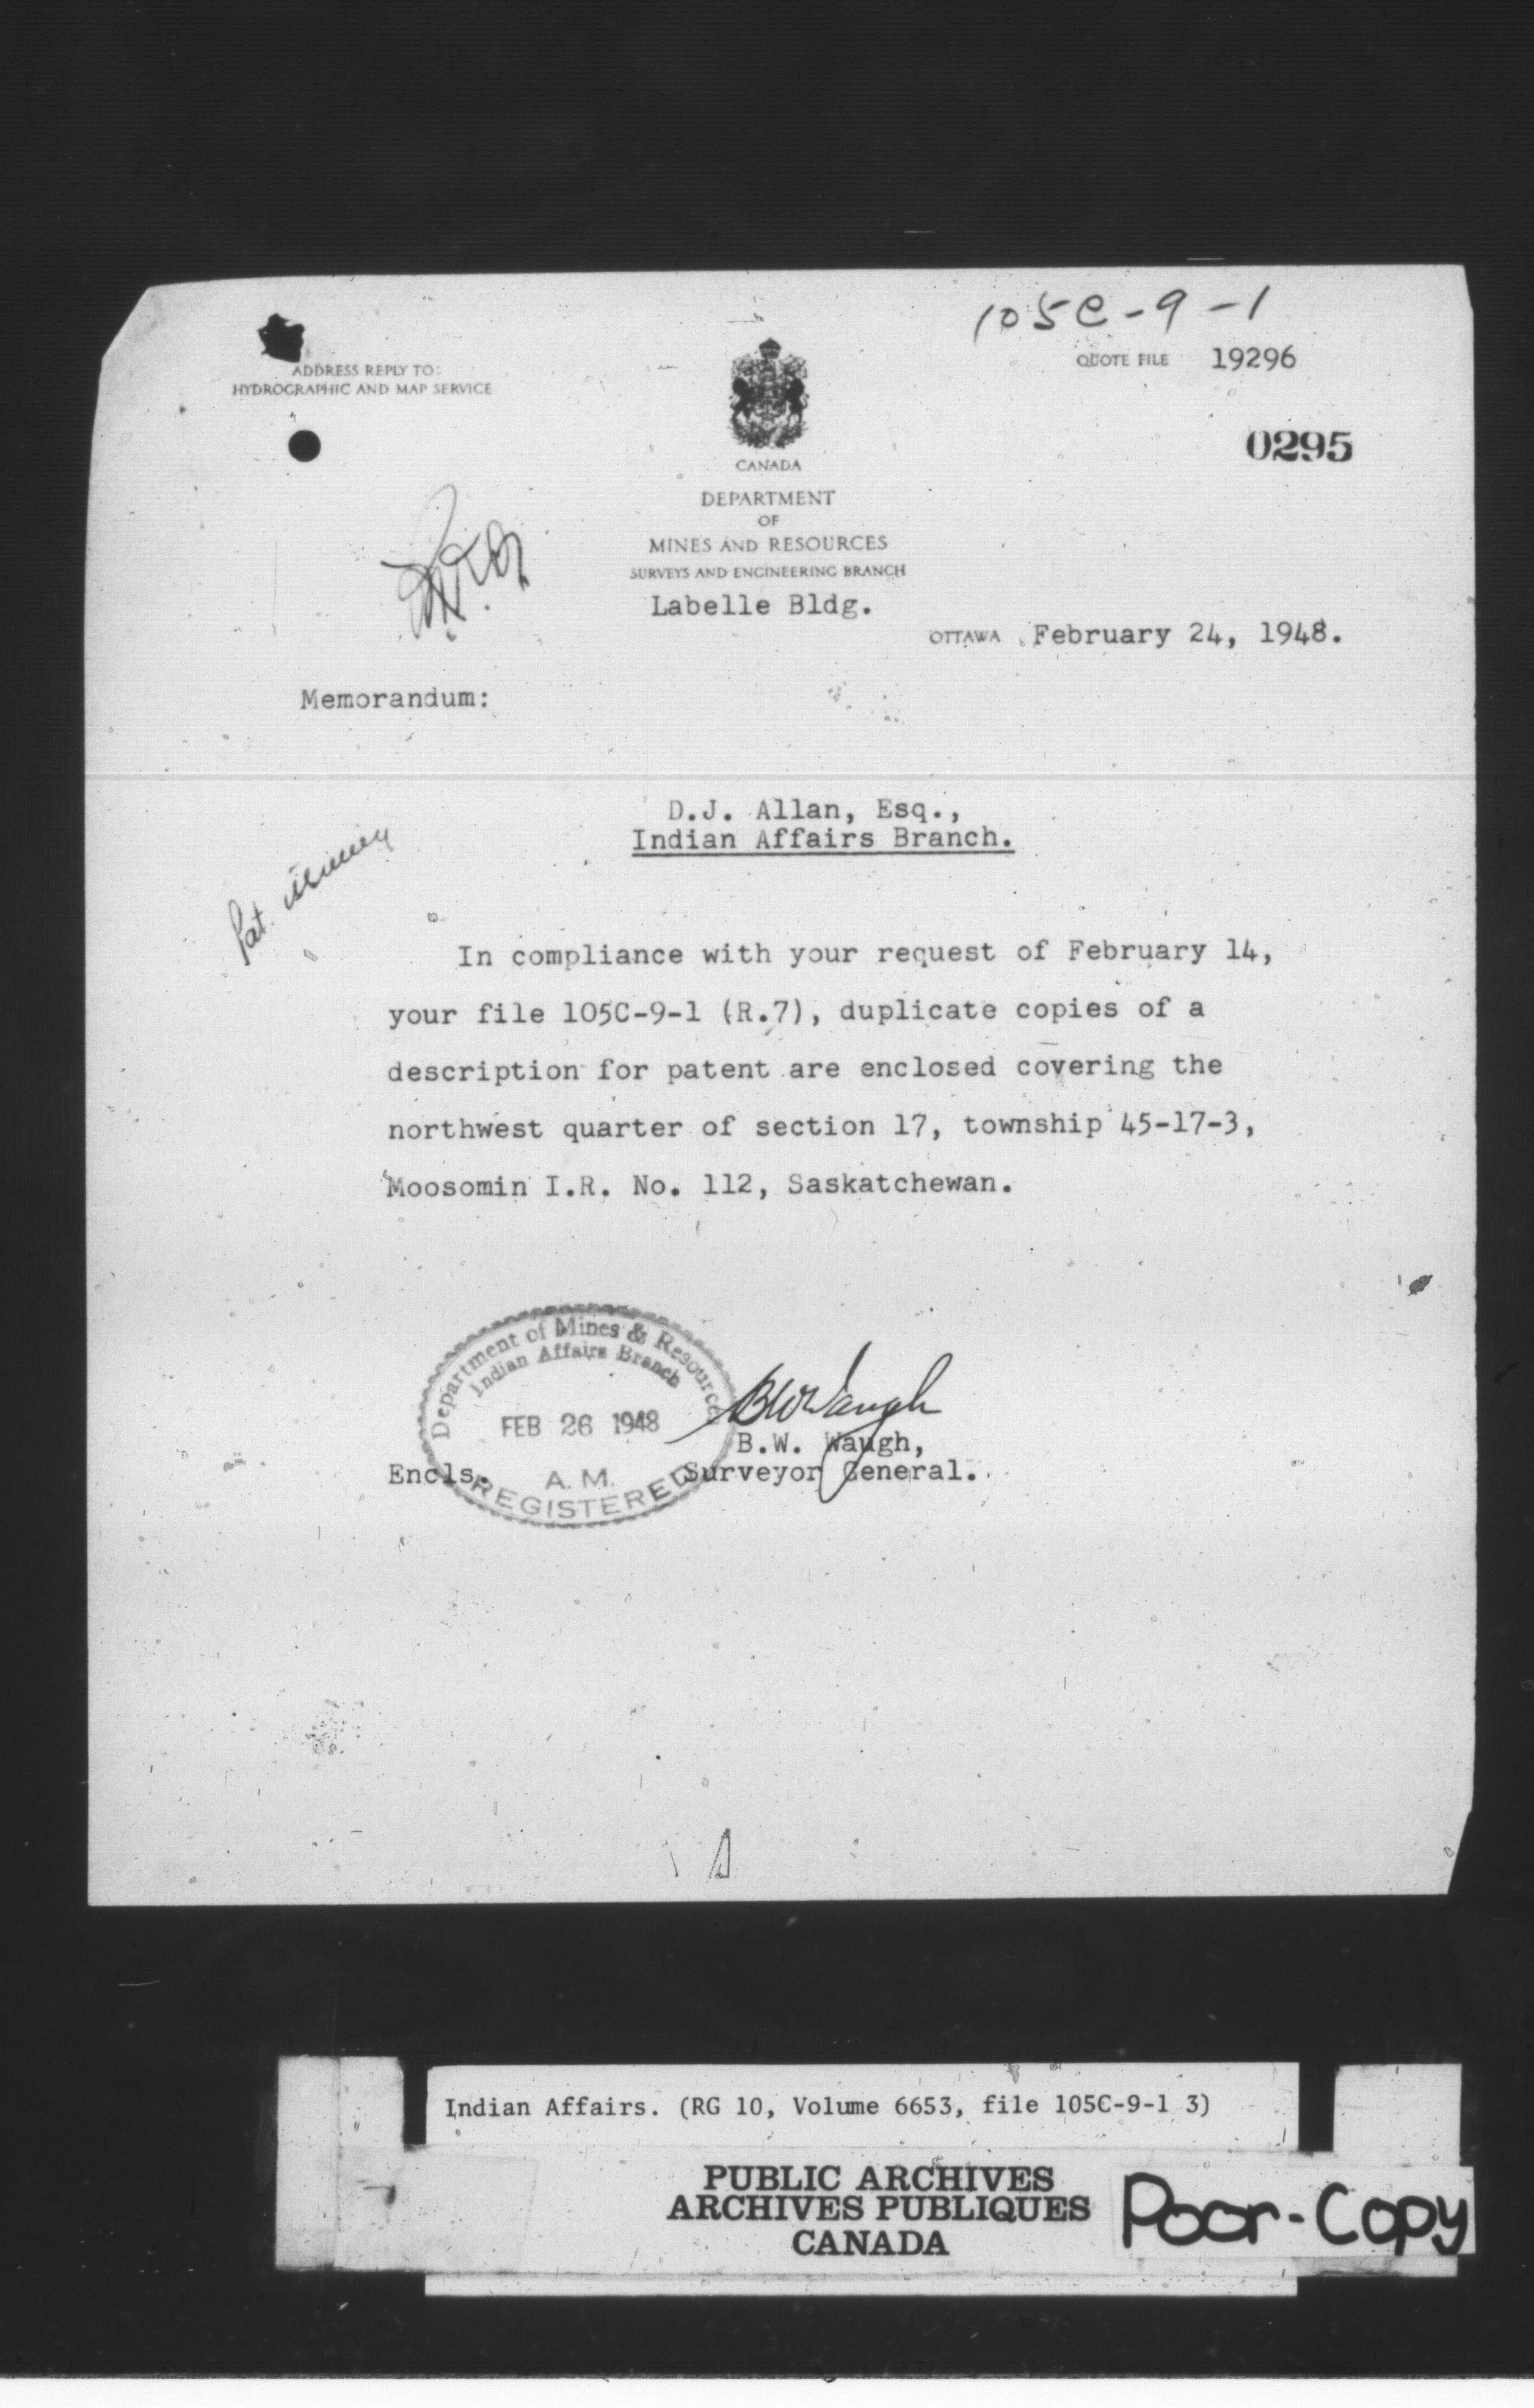 105C-9-1
ADDRESS REPLY TO:
HYDROGRAPHIC AND MAP SERVICE
QUOTE FILE 19296
0295
CANADA
DEPARTMENT
OF
MINES AND RESOURCES
SURVEYS AND ENGINEERING BRANCH
Labelle Bldg.
OTTAWA February 24, 1948.
Memorandum:
D.J. Allan, Esq.,
Indian Affairs Branch.
Pat.
In compliance with your request of February 14,
your file 105C-9-1 (R.7), duplicate copies of a
description for patent are enclosed covering the
northwest quarter of section 17, township 45-17-3,
Moosomin I.R. No. 112, Saskatchewan.
Department of Mines & Resources
Indian Affairs Branch
FEB 26 1948
A.M.
REGISTERED
BWWaugh
B.W. Waugh,
Surveyor General.
Encls.
Indian Affairs. (RG 10, Volume 6653, file 105C-9-1 3)
PUBLIC ARCHIVES
ARCHIVES PUBLIQUES
CANADA
Poor-Copy